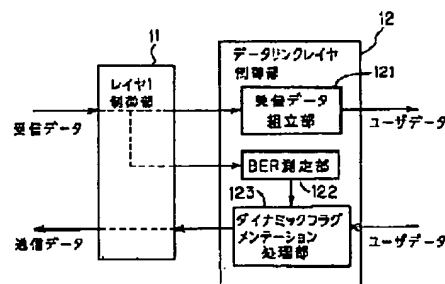 11
12
データリンクレイヤ
制御部
121
レイヤ1
制御部
受信データ
組立部
受信データ
ユーザデータ
BER測定部
123
122
ダイナミックフラグ
メンテーション
処理部
送信データ
ユーザデータ